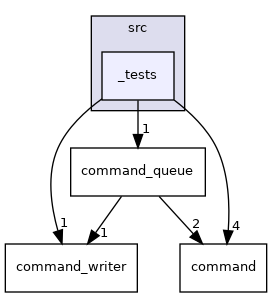 src
_tests
1
command_queue
1
1
2
4
command_writer
command